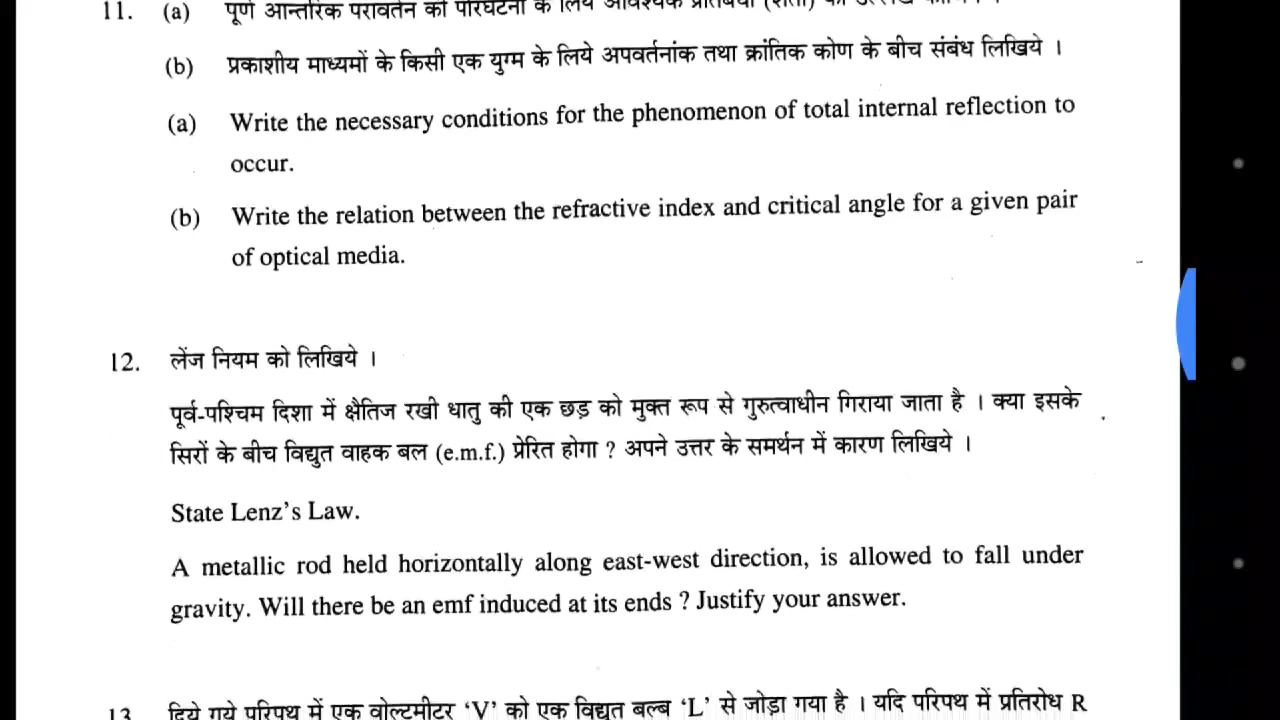 11. (a) पूर्ण आन्तरिक परावर्तन की परिघटना के लिये आवश्यक
(b) प्रकाशीय माध्यमों के किसी एक युग्म के लिये अपवर्तनांक तथा क्रांतिक कोण के बीच संबंध लिखिये ।
(a) Write the necessary conditions for the phenomenon of total internal reflection to
occur.
(b) Write the relation between the refractive index and critical angle for a given pair
of optical media.
12. लेंज नियम को लिखिये ।
पूर्व-पश्चिम दिशा में क्षैतिज रखी धातु की एक छड़ को मुक्त रूप से गुरुत्वाधीन गिराया जाता है । क्या इसके
सिरों के बीच विद्युत वाहक बल (e.m.f.) प्रेरित होगा ? अपने उत्तर के समर्थन में कारण लिखिये ।
State Lenz's Law.
A metallic rod held horizontally along east-west direction, is allowed to fall under
gravity. Will there be an emf induced at its ends ? Justify your answer.
13. दिये गये परिपथ में एक वोल्टमीटर 'V' को एक विद्युत बल्ब 'L' से जोड़ा गया है । यदि परिपथ में प्रतिरोध R